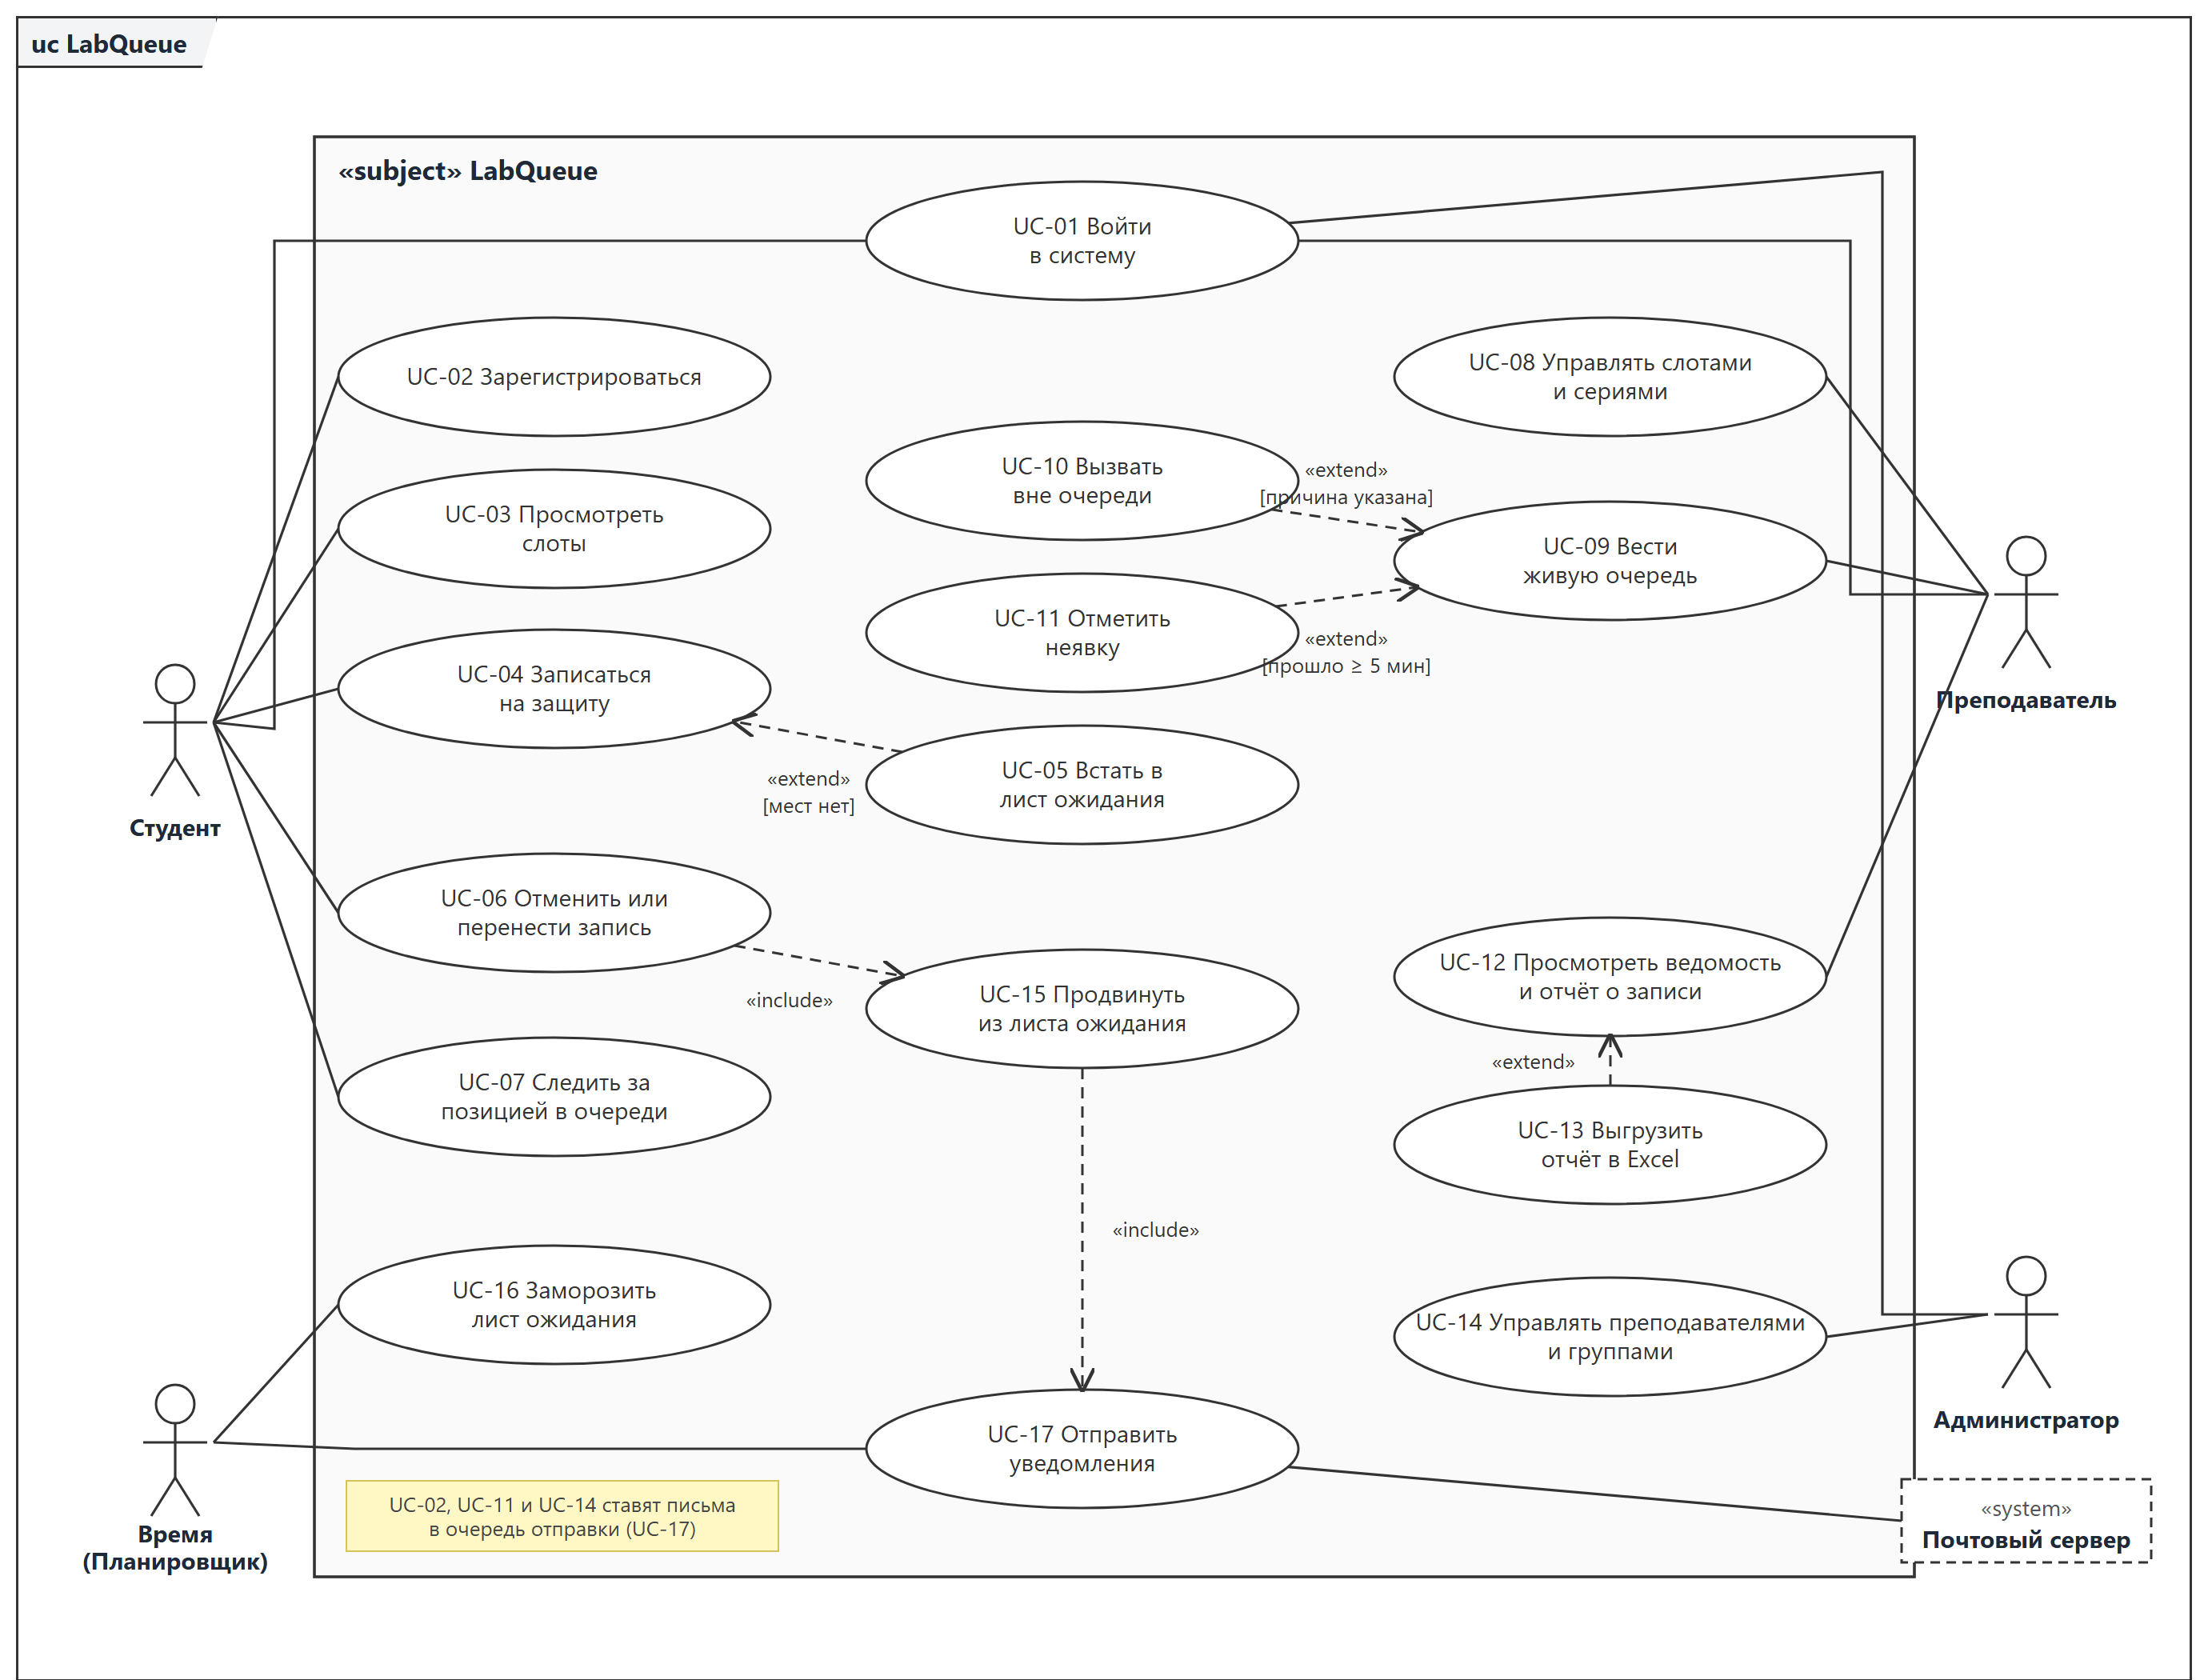 uc LabQueue
«subject» LabQueue
UC-01 Войти
в систему
UC-02 Зарегистрироваться
UC-08 Управлять слотами
и сериями
UC-10 Вызвать
вне очереди
«extend»
[причина указана]
UC-03 Просмотреть
слоты
UC-09 Вести
живую очередь
UC-11 Отметить
неявку
«extend»
[прошло ≥ 5 мин]
UC-04 Записаться
на защиту
Преподаватель
UC-05 Встать в
лист ожидания
«extend»
[мест нет]
Студент
UC-06 Отменить или
перенести запись
UC-12 Просмотреть ведомость
и отчёт о записи
«include»
UC-15 Продвинуть
из листа ожидания
«extend»
UC-07 Следить за
позицией в очереди
UC-13 Выгрузить
отчёт в Excel
«include»
UC-16 Заморозить
лист ожидания
UC-14 Управлять преподавателями
и группами
Администратор
UC-17 Отправить
уведомления
UC-02, UC-11 и UC-14 ставят письма
в очередь отправки (UC-17)
Время
(Планировщик)
«system»
Почтовый сервер